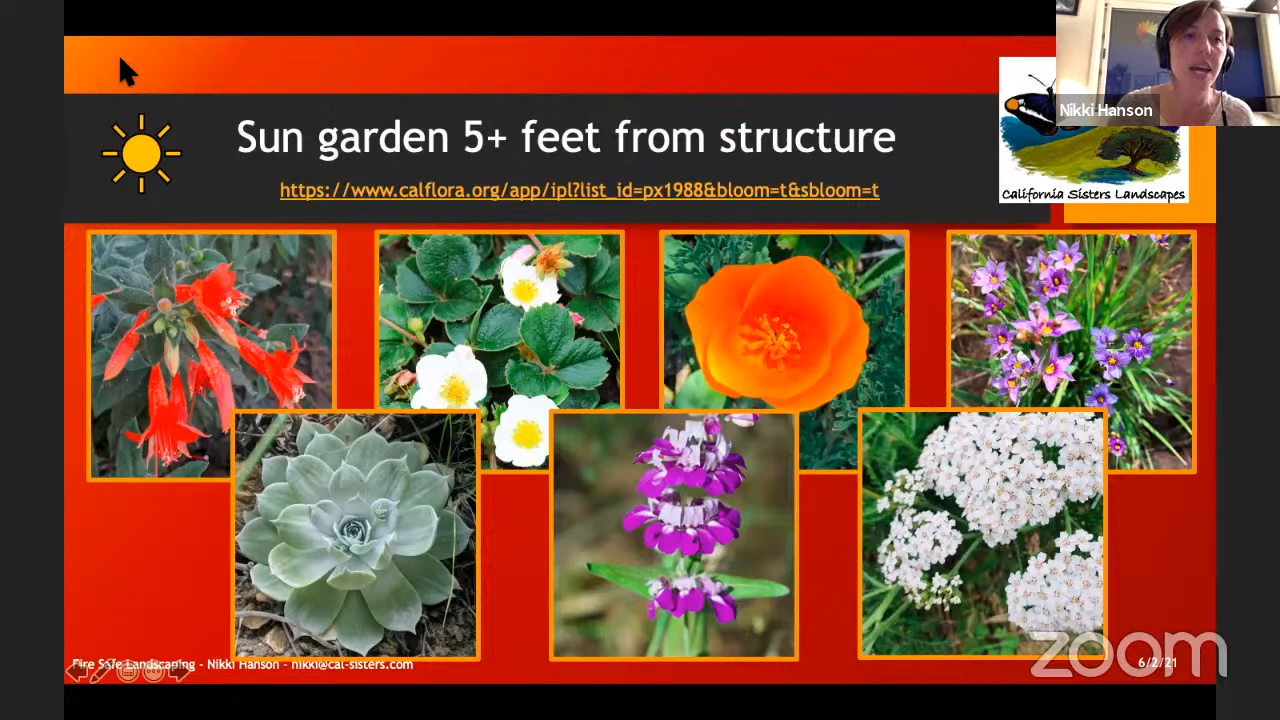 Sun garden 5+ feet from structure
https://www.calflora.org/app/ipl?list_id=px1988&bloom=t&sbloom=t
Nikki Hanson
California Sisters Landscapes
Fire Safe Landscaping - Nikki Hanson - nikki@cal-sisters.com
6/2/21
zoom